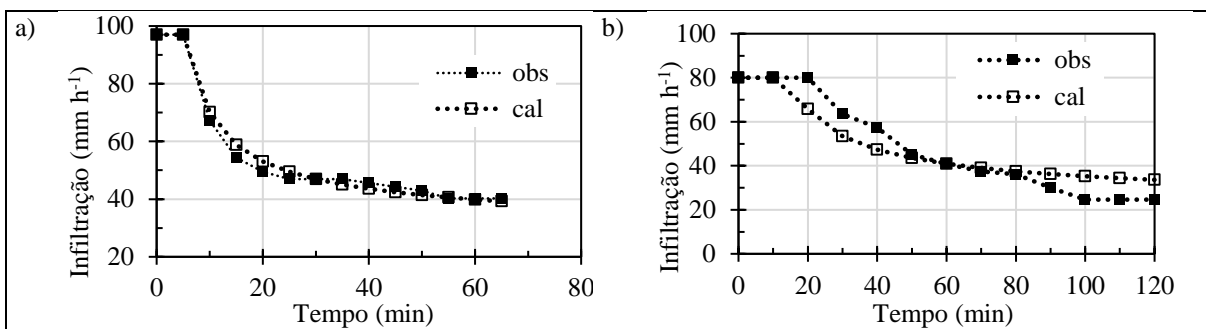 a)
100
80
60
40
20
Infiltração (mm h-1)
obs
cal
0 20 40 60 80
Tempo (min)
b)
100
80
60
40
20
0
Infiltração (mm h-1)
obs
cal
0 20 40 60 80 100 120
Tempo (min)